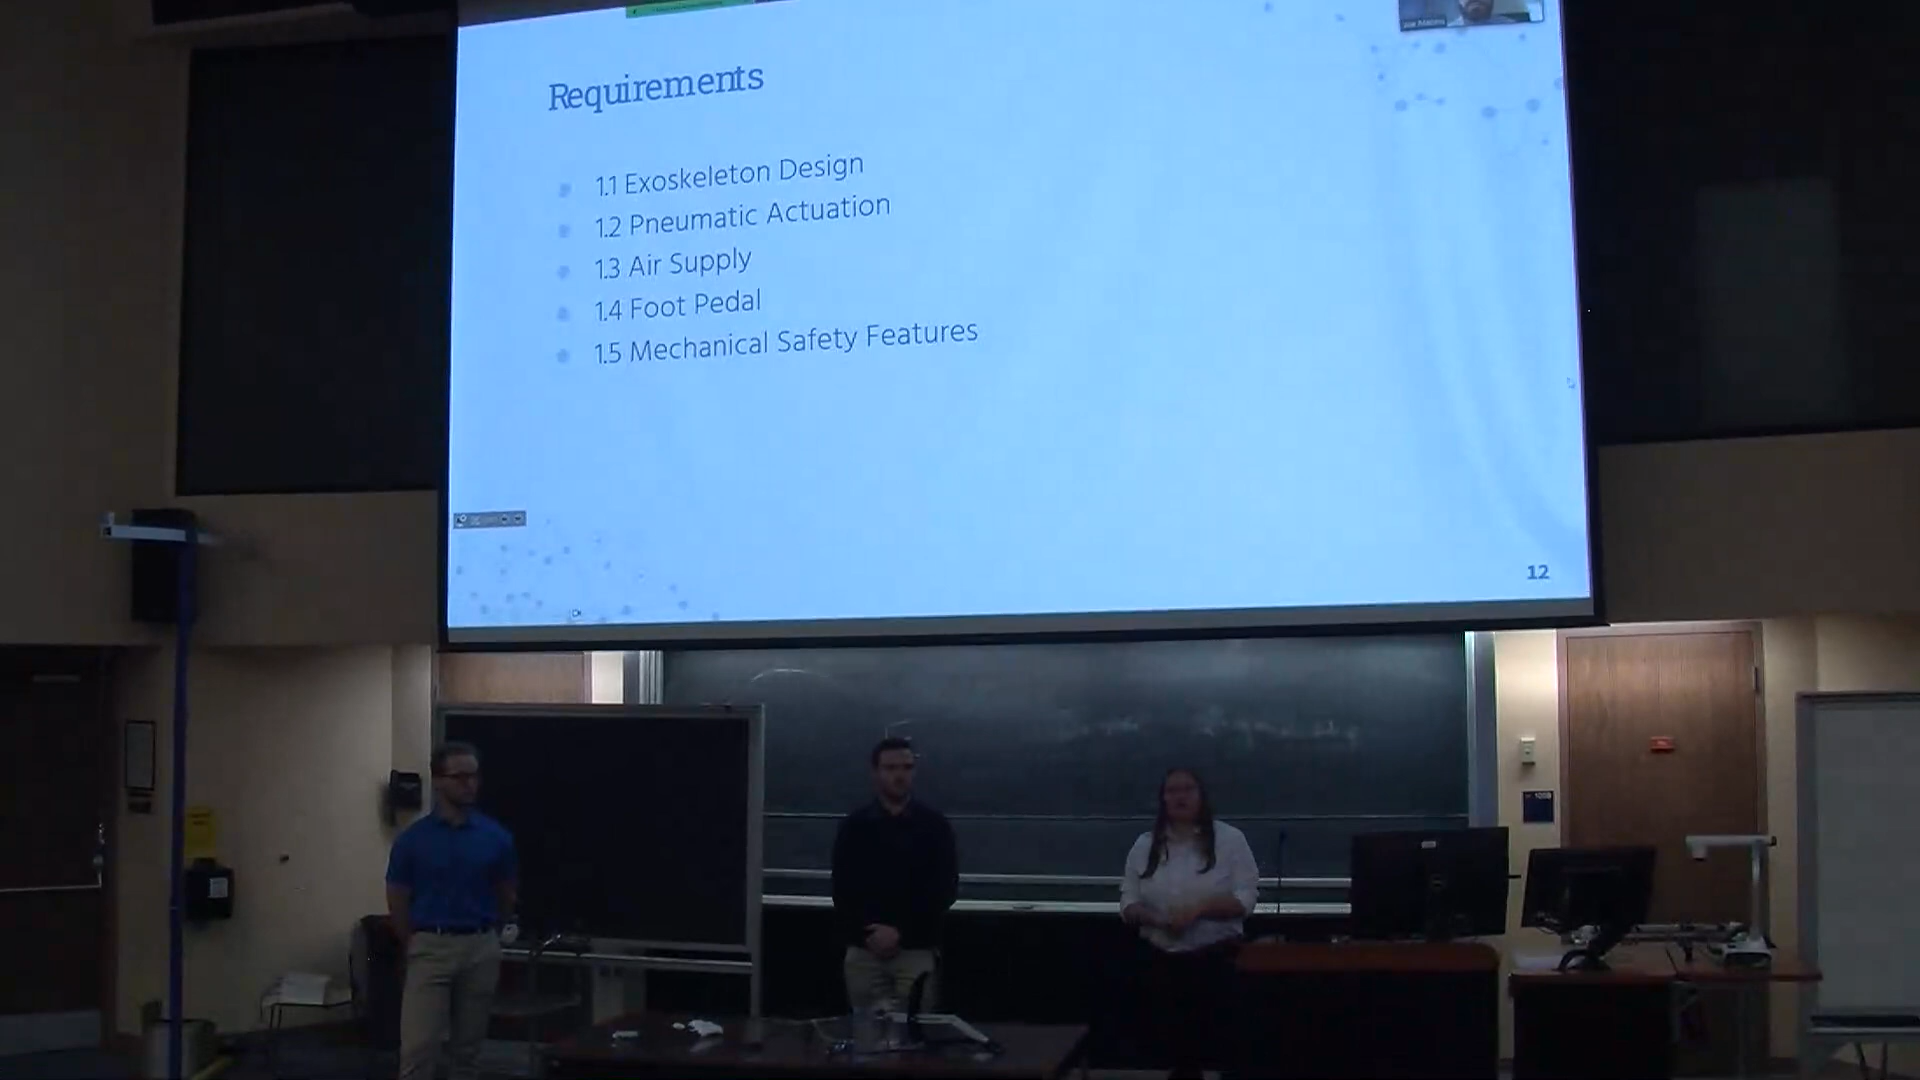 Requirements
1.1 Exoskeleton Design
1.2 Pneumatic Actuation
1.3 Air Supply
1.4 Foot Pedal
1.5 Mechanical Safety Features
12